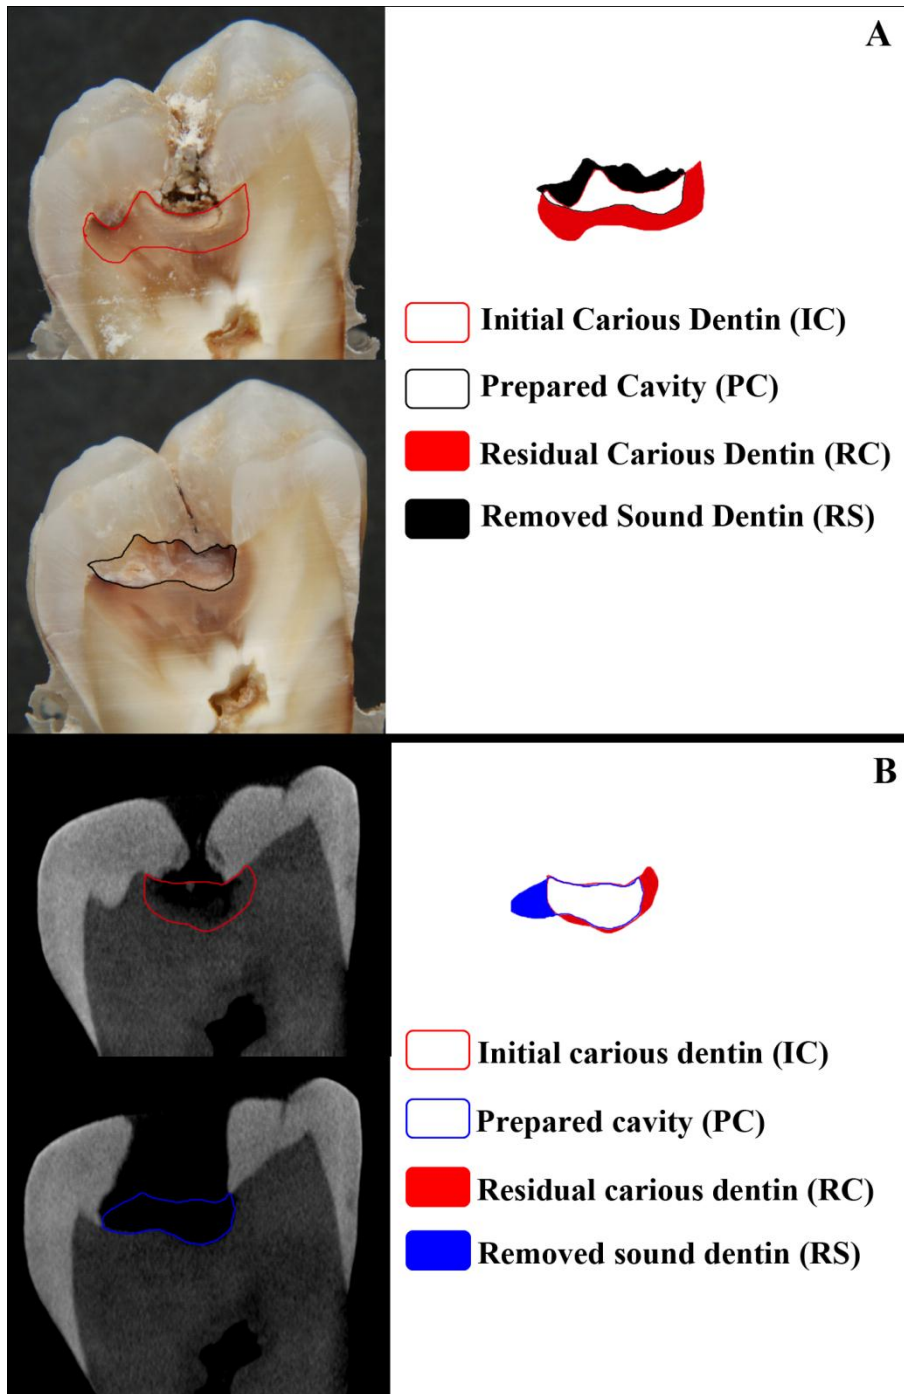 A
Initial Carious Dentin (IC)
Prepared Cavity (PC)
Residual Carious Dentin (RC)
Removed Sound Dentin (RS)
B
Initial carious dentin (IC)
Prepared cavity (PC)
Residual carious dentin (RC)
Removed sound dentin (RS)